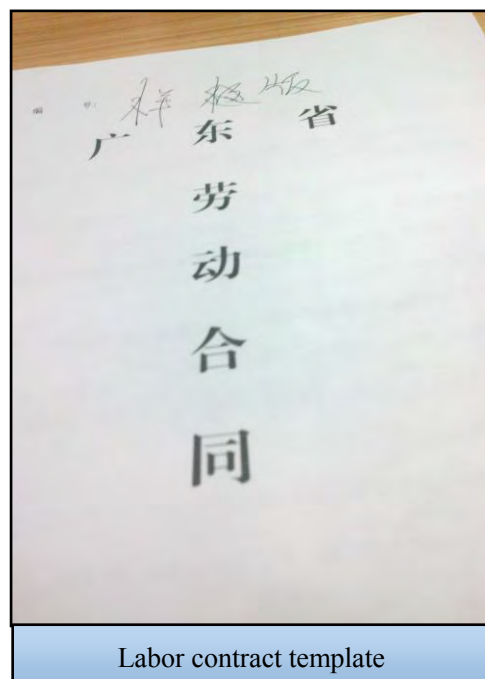 编 号:
样板版
广 东 省
劳
动
合
同
Labor contract template